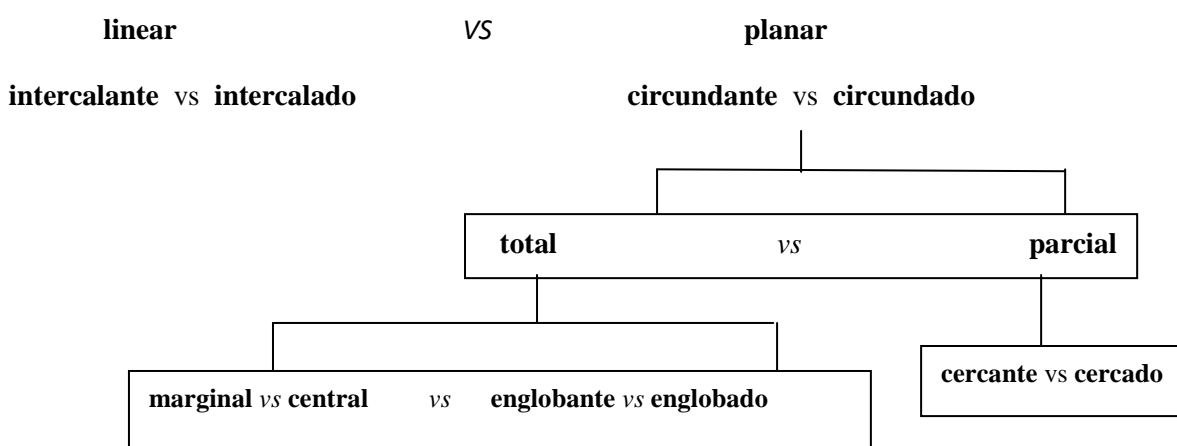 linear VS planar
intercalante vs intercalado circundante vs circundado
total vs parcial
cercante vs cercado
marginal vs central vs englobante vs englobado